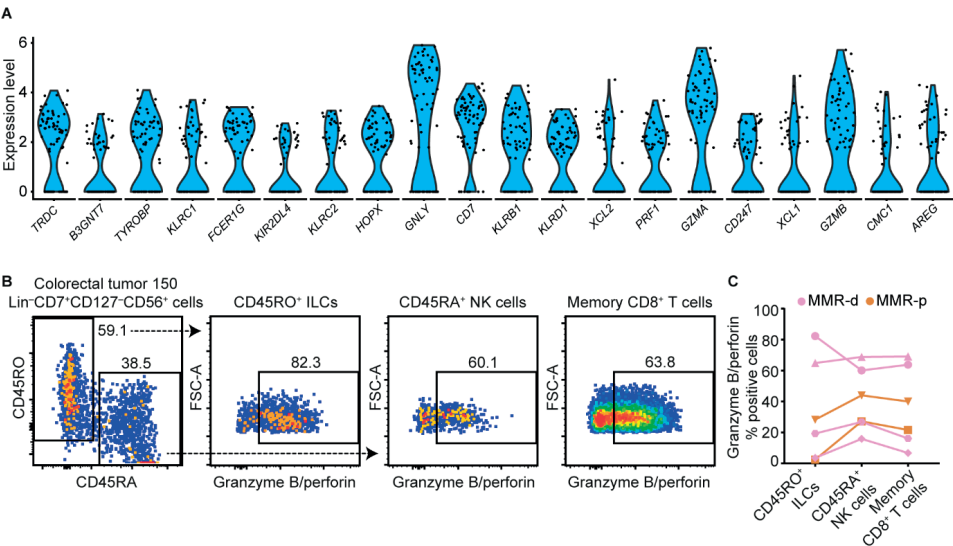 A
Expression level
6
4
2
0
TRDC
B3GNT7
TYROBP
KLRC1
FCER1G
KIR2DL4
KLRC2
HOPX
GNLY
CD7
KLRB1
KLRD1
XCL2
PRF1
GZMA
CD247
XCL1
GZMB
CMC1
AREG
B
Colorectal tumor 150
Lin⁻CD7⁺CD127⁻CD56⁺ cells
CD45RO⁺ ILCs
CD45RA⁺ NK cells
Memory CD8⁺ T cells
59.1
38.5
CD45RO
CD45RA
82.3
FSC-A
Granzyme B/perforin
60.1
FSC-A
Granzyme B/perforin
63.8
FSC-A
Granzyme B/perforin
C
MMR-d
MMR-p
Granzyme B/perforin
% positive cells
100
80
60
40
20
0
CD45RO⁺
ILCs
CD45RA⁺
NK cells
Memory
CD8⁺ T cells